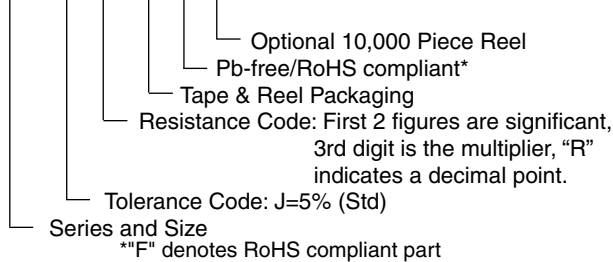 Optional 10,000 Piece Reel
Pb-free/RoHS compliant*
Tape & Reel Packaging
Resistance Code: First 2 figures are significant,
3rd digit is the multiplier, “R”
indicates a decimal point.
Tolerance Code: J=5% (Std)
Series and Size
*"F" denotes RoHS compliant part